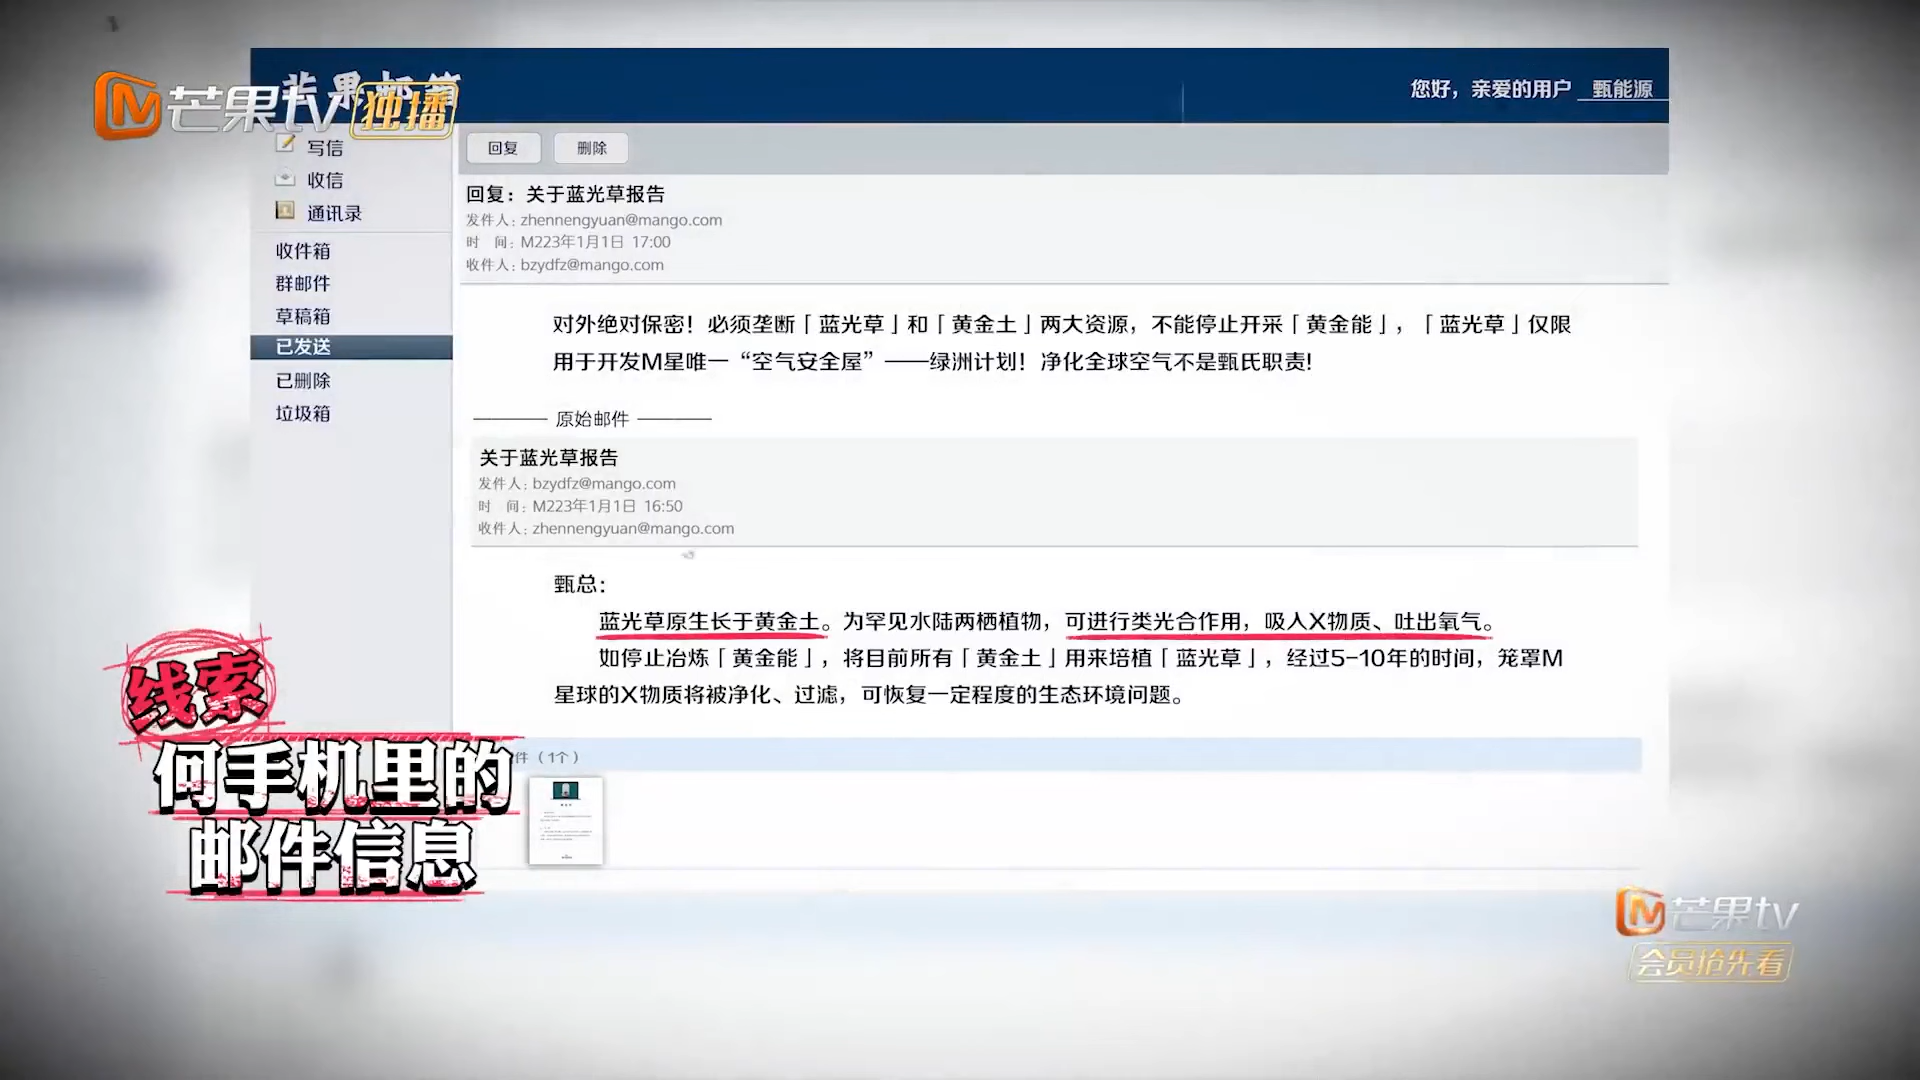 芒果tv 独播
芒果邮箱
您好，亲爱的用户 甄能源
写信
收信
通讯录
收件箱
群邮件
草稿箱
已发送
已删除
垃圾箱
回复 删除
回复：关于蓝光草报告
发件人：zhennengyuan@mango.com
时 间：M223年1月1日 17:00
收件人：bzydfz@mango.com
对外绝对保密！必须垄断「蓝光草」和「黄金土」两大资源，不能停止开采「黄金能」，「蓝光草」仅限
用于开发M星唯一“空气安全屋”——绿洲计划！净化全球空气不是甄氏职责！
原始邮件
关于蓝光草报告
发件人：bzydfz@mango.com
时 间：M223年1月1日 16:50
收件人：zhennengyuan@mango.com
甄总：
蓝光草原生长于黄金土。为罕见水陆两栖植物，可进行类光合作用，吸入X物质、吐出氧气。
如停止冶炼「黄金能」，将目前所有「黄金土」用来培植「蓝光草」，经过5-10年的时间，笼罩M
星球的X物质将被净化、过滤，可恢复一定程度的生态环境问题。
件（1个）
线索
何手机里的
邮件信息
芒果tv
会员抢先看